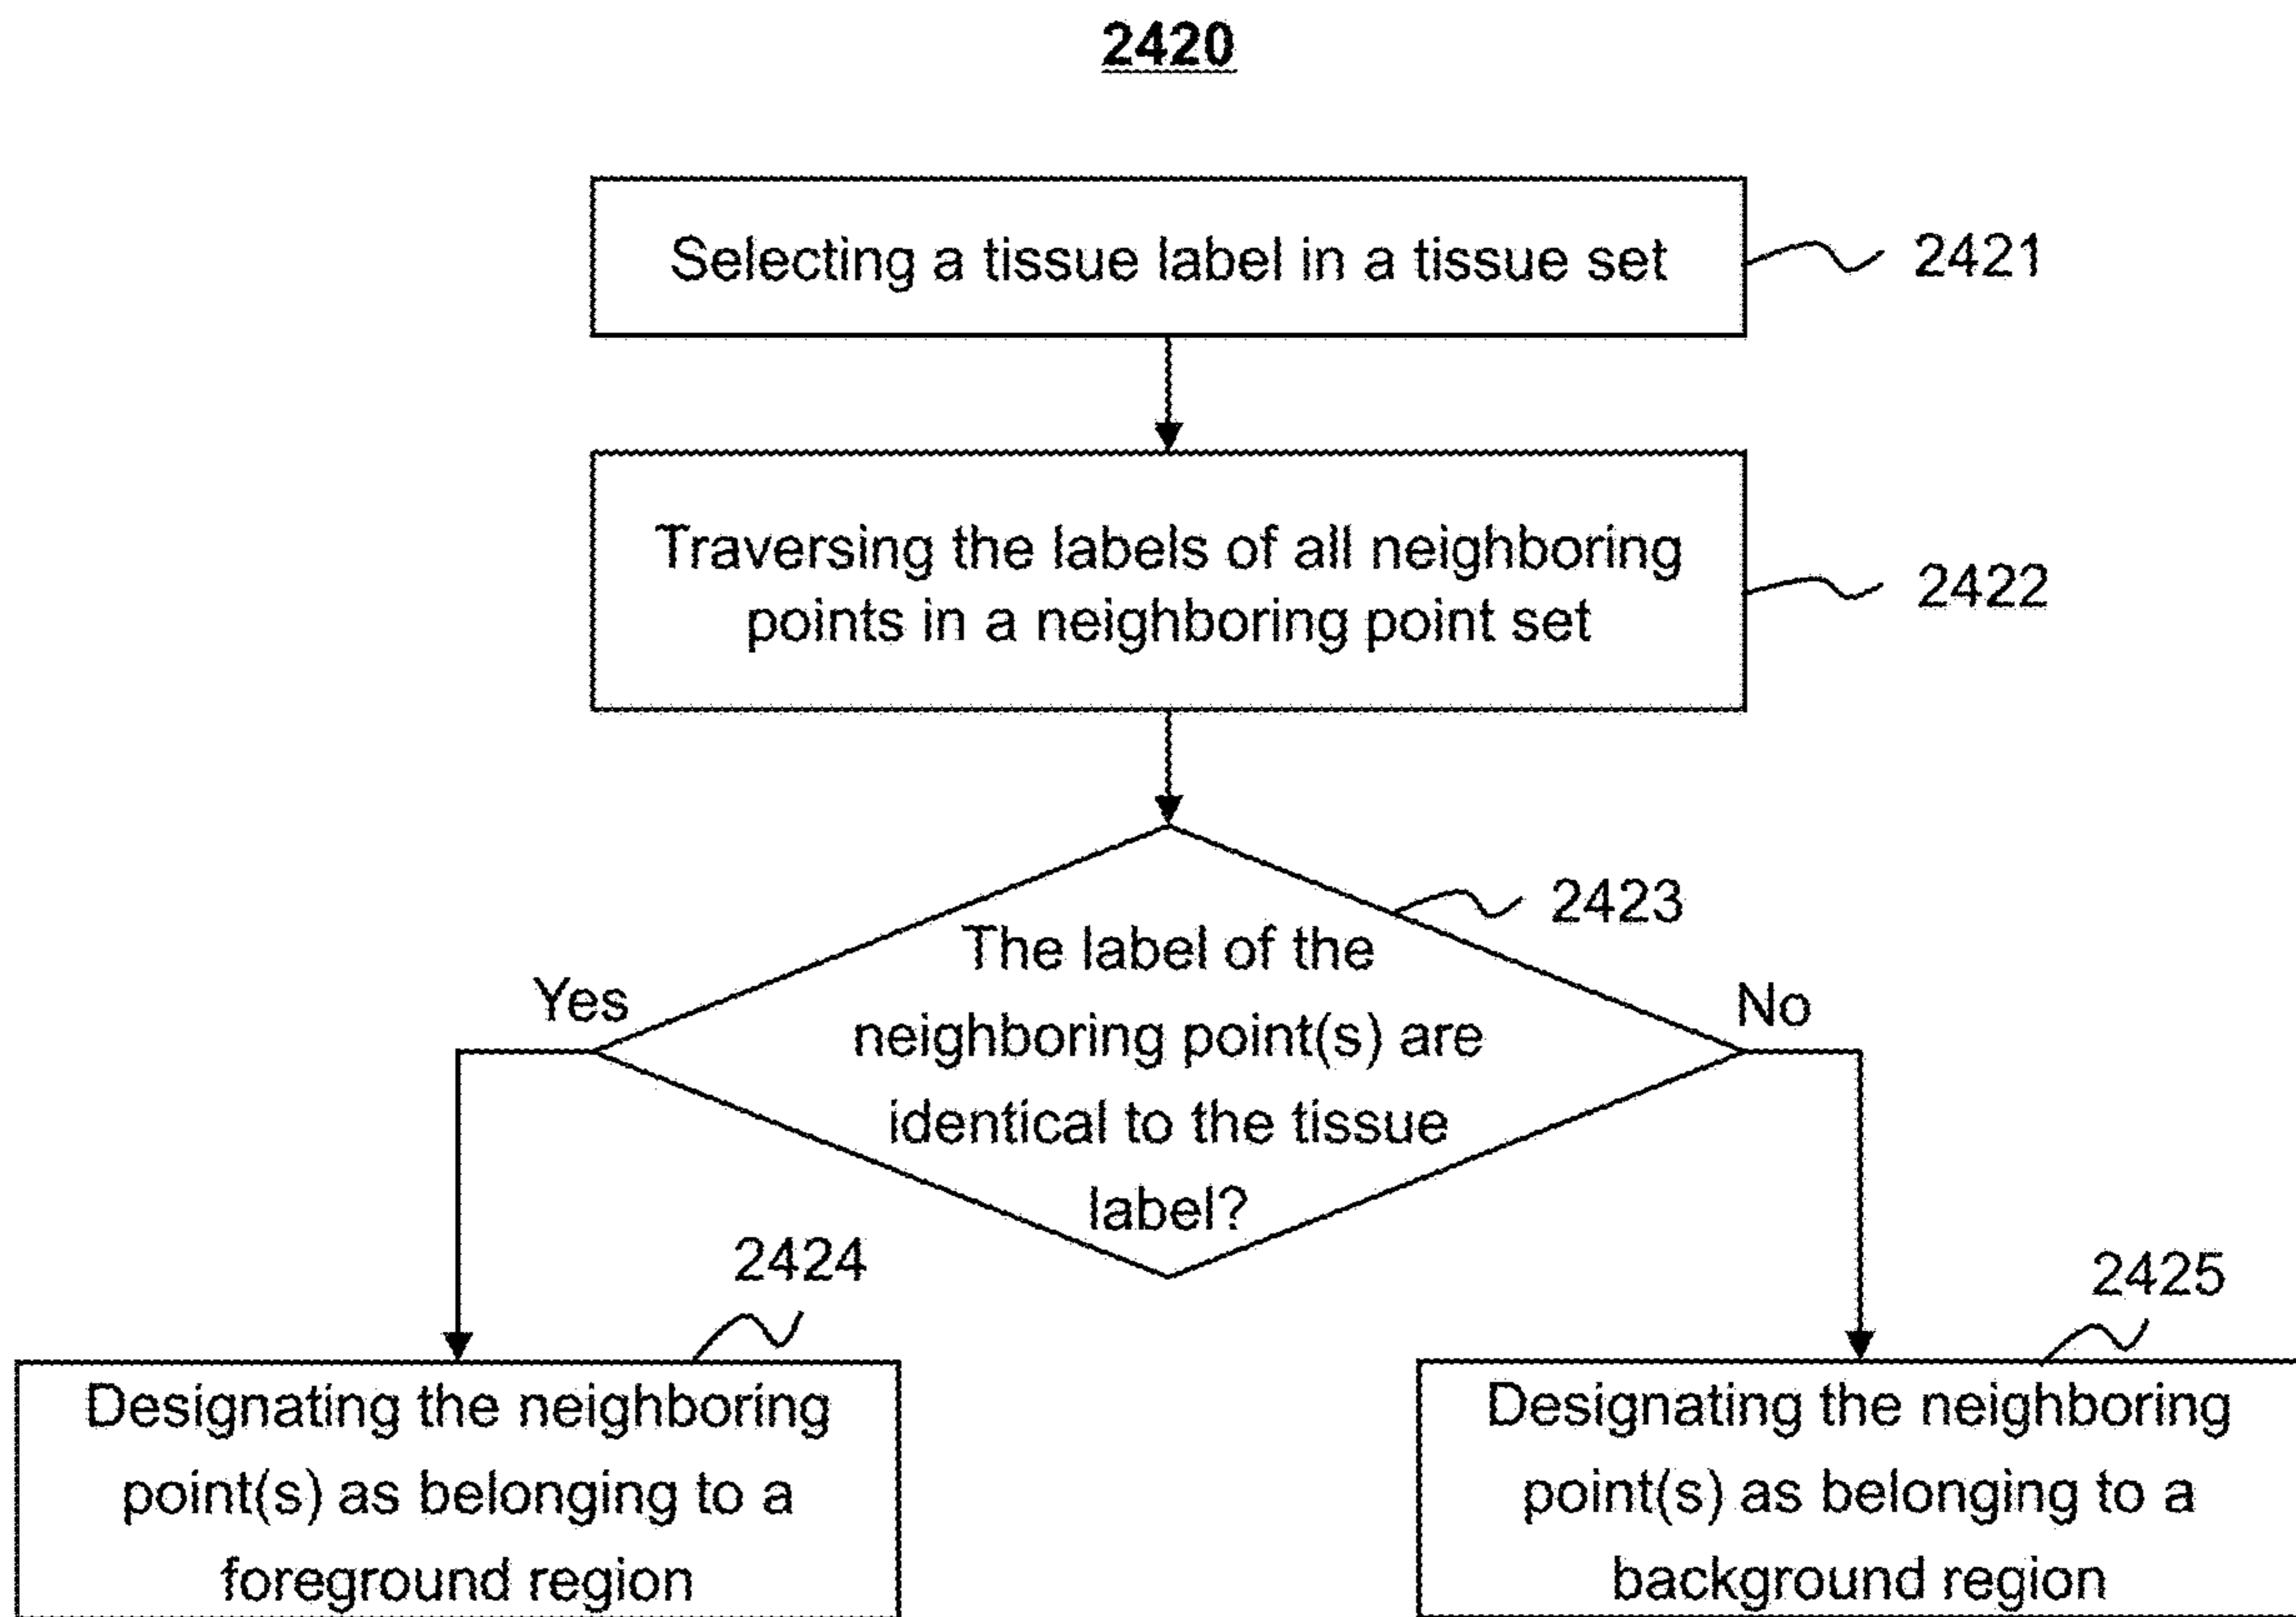 2420
Selecting a tissue label in a tissue set
2421
Traversing the labels of all neighboring
points in a neighboring point set
2422
2423
The label of the
neighboring point(s) are
identical to the tissue
label?
Yes
No
2424
2425
Designating the neighboring
point(s) as belonging to a
foreground region
Designating the neighboring
point(s) as belonging to a
background region